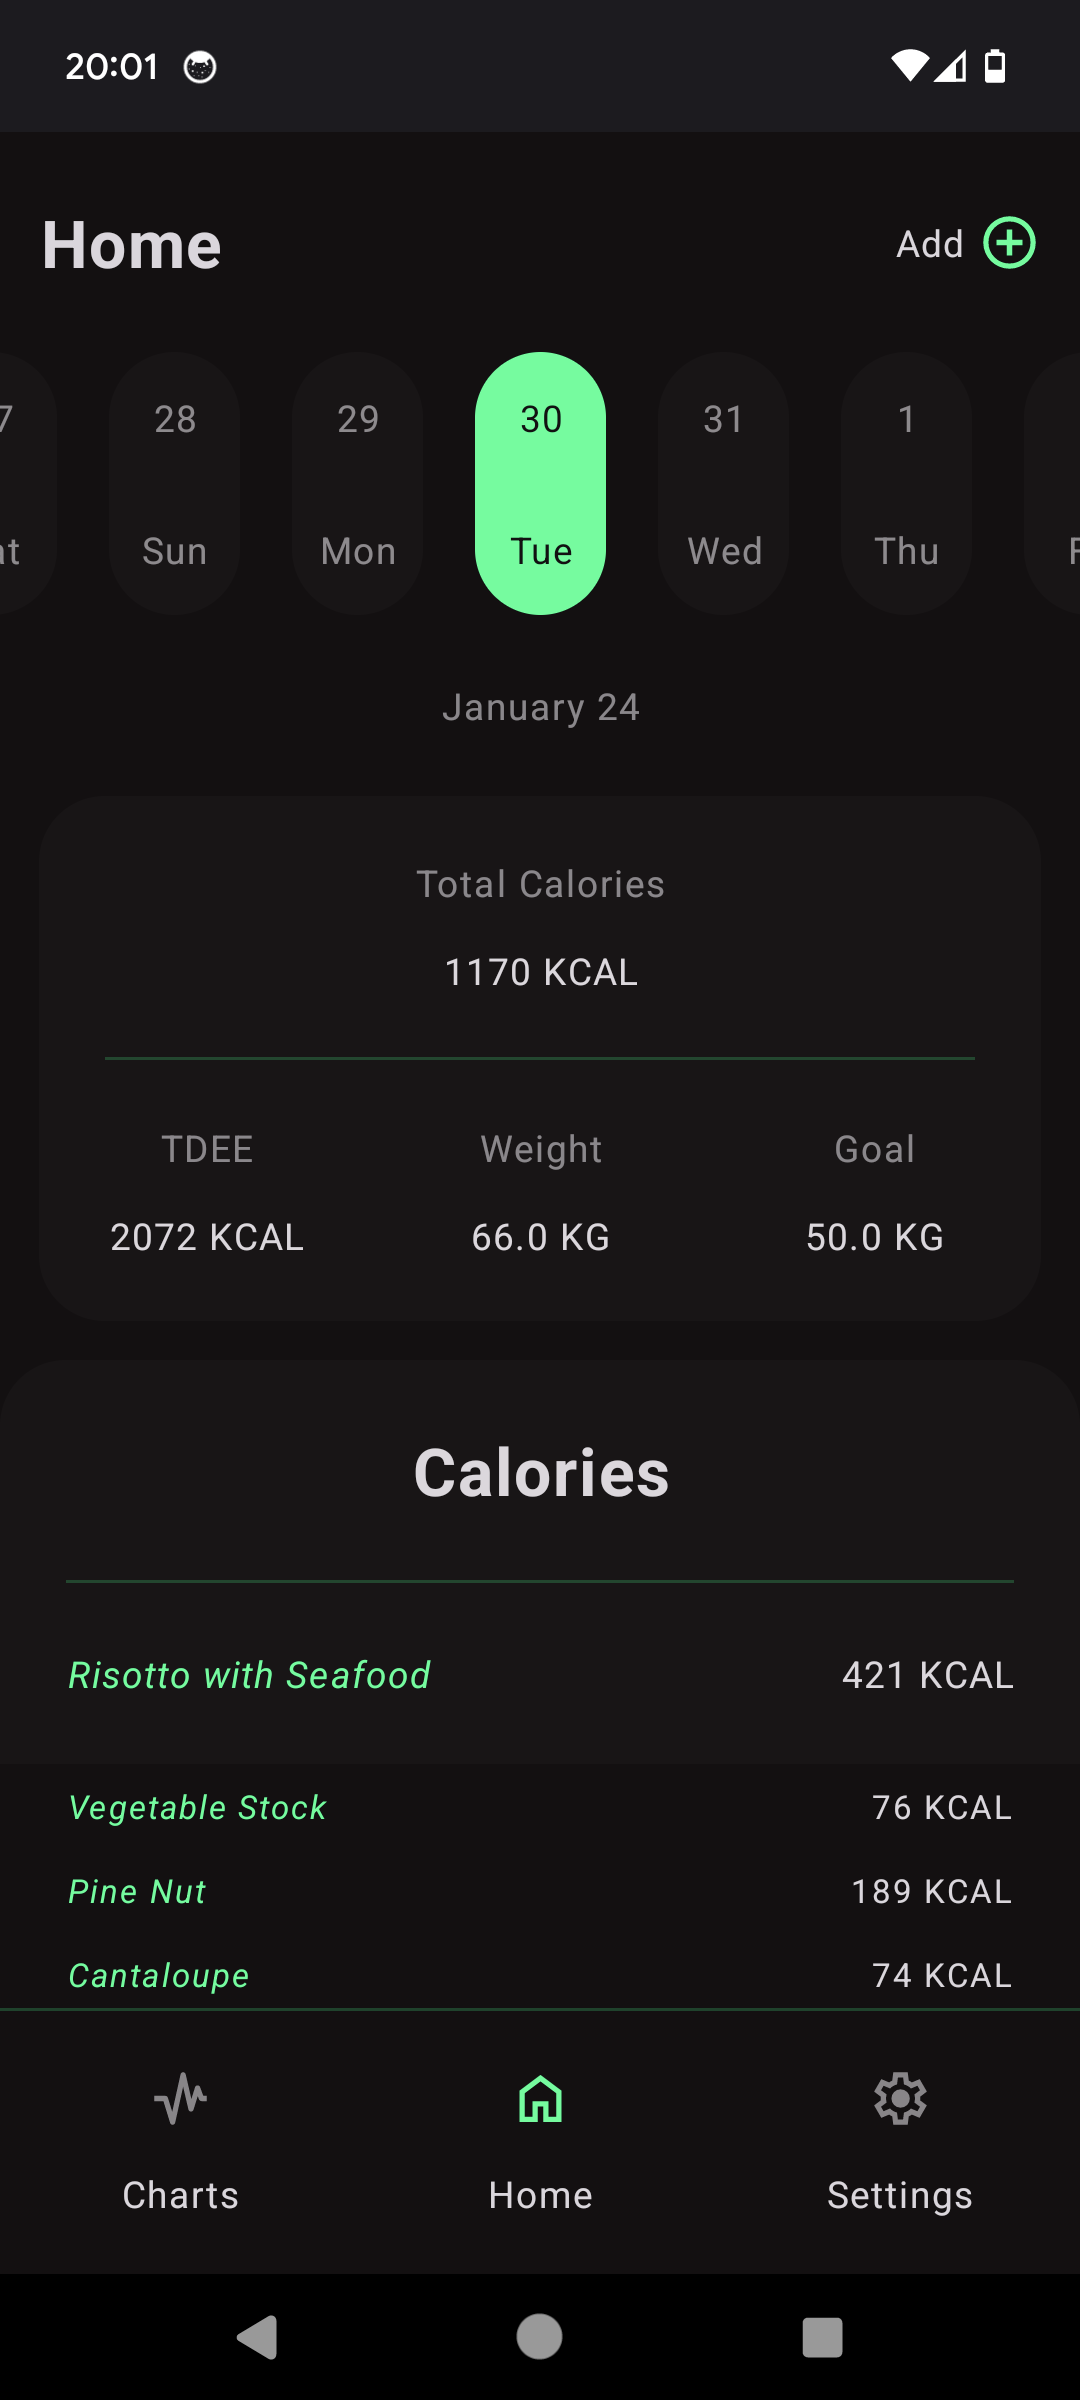 20:01
Home
Add
7 28 29 30 31 1
at Sun Mon Tue Wed Thu F
January 24
Total Calories
1170 KCAL
TDEE Weight Goal
2072 KCAL 66.0 KG 50.0 KG
Calories
Risotto with Seafood 421 KCAL
Vegetable Stock 76 KCAL
Pine Nut 189 KCAL
Cantaloupe 74 KCAL
Charts Home Settings